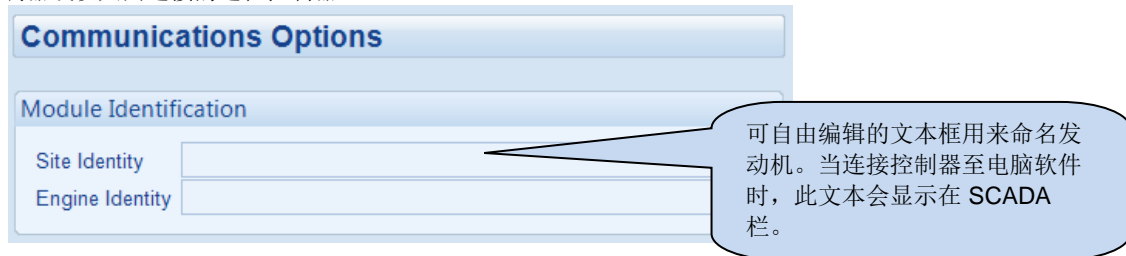 Communications Options
Module Identification
Site Identity
Engine Identity
可自由编辑的文本框用来命名发
动机。当连接控制器至电脑软件
时，此文本会显示在 SCADA
栏。